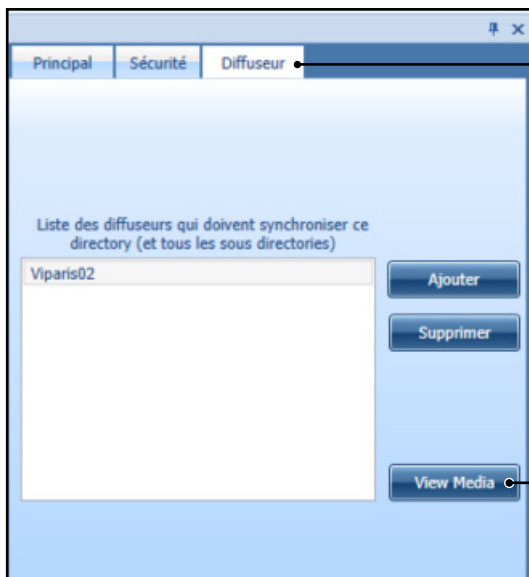 Principal Sécurité Diffuseur
Liste des diffuseurs qui doivent synchroniser ce
directory (et tous les sous directories)
Viparis02
Ajouter
Supprimer
View Media